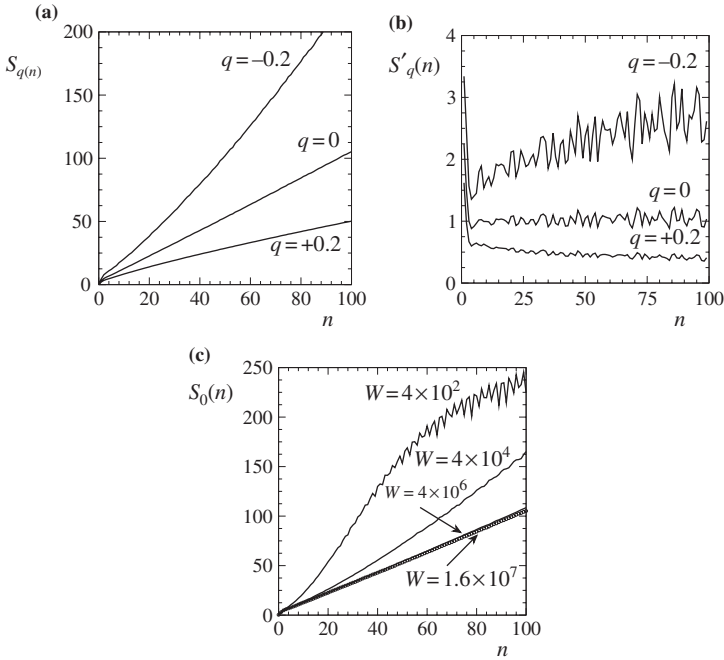 (a)
S_q(n)
200
150
100
50
0
q = –0.2
q = 0
q = +0.2
0 20 40 60 80 100
n
(b)
S′_q(n)
4
3
2
1
0
q = –0.2
q = 0
q = +0.2
0 25 50 75 100
n
(c)
S_0(n)
250
200
150
100
50
0
W = 4×10^2
W = 4×10^4
W = 4×10^6
W = 1.6×10^7
0 20 40 60 80 100
n